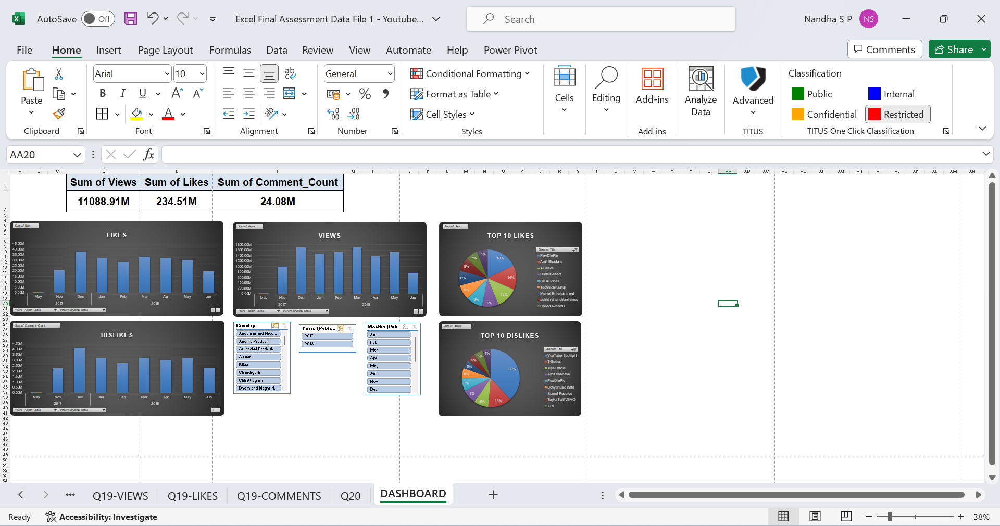 AutoSave Off Excel Final Assessment Data File 1 - Youtube... Search Nandha S P NS
File Home Insert Page Layout Formulas Data Review View Automate Help Power Pivot Comments Share
Paste Arial 10 General Conditional Formatting Cells Editing Add-ins Analyze Data Advanced Classification
B I U Format as Table Public Internal
Cell Styles Confidential Restricted
Clipboard Font Alignment Number Styles Add-ins TITUS TITUS One Click Classification
AA20 fx
A B C D E F G H I J K L M N O P Q R S T U V W X Y Z AA AB AC AD AE AF AG AH AI AJ AK AL AM AN
Sum of Views Sum of Likes Sum of Comment_Count
11088.91M 234.51M 24.08M
Sum of Likes
LIKES
45.00M
40.00M
35.00M
30.00M
25.00M
20.00M
15.00M
10.00M
5.00M
0.00M
May Nov Dec Jan Feb Mar Apr May Jun
2017 2018
Years (Publish_Date) Months (Publish_Date)
Sum of Views
VIEWS
1800.00M
1600.00M
1400.00M
1200.00M
1000.00M
800.00M
600.00M
400.00M
200.00M
0.00M
May Nov Dec Jan Feb Mar Apr May Jun
2017 2018
Years (Publish_Date) Months (Publish_Date)
Sum of Likes
TOP 10 LIKES
18%
14%
12%
9%
9%
9%
8%
8%
7%
6%
Channel_Title
PewDiePie
Amit Bhadana
T-Series
Dude Perfect
BB Ki Vines
Technical Guruji
Marvel Entertainment
ashish chanchlani vines
Speed Records
Sum of Comment_Count
DISLIKES
4.50M
4.00M
3.50M
3.00M
2.50M
2.00M
1.50M
1.00M
0.50M
0.00M
May Nov Dec Jan Feb Mar Apr May Jun
2017 2018
Years (Publish_Date) Months (Publish_Date)
Country
Andaman and Nico...
Andhra Pradesh
Arunachal Pradesh
Assam
Bihar
Chandigarh
Chhattisgarh
Dadra and Nagar H...
Years (Publi...
2017
2018
Months (Pub...
Jan
Feb
Mar
Apr
May
Jun
Nov
Dec
Sum of Dislikes
TOP 10 DISLIKES
38%
13%
8%
8%
7%
6%
5%
5%
5%
5%
Channel_Title
YouTube Spotlight
T-Series
Tips Official
Amit Bhadana
PewDiePie
Sony Music India
Speed Records
TaylorSwiftVEVO
YRF
Q19-VIEWS Q19-LIKES Q19-COMMENTS Q20 DASHBOARD
Ready Accessibility: Investigate 38%